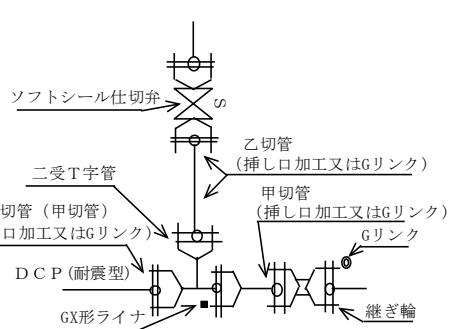 ソフトシール仕切弁
S
乙切管
（挿し口加工又はGリンク）
二受T字管
甲切管
（挿し口加工又はGリンク）
切管（甲切管）
口加工又はGリンク）
Gリンク
ＤＣＰ(耐震型)
GX形ライナ
継ぎ輪